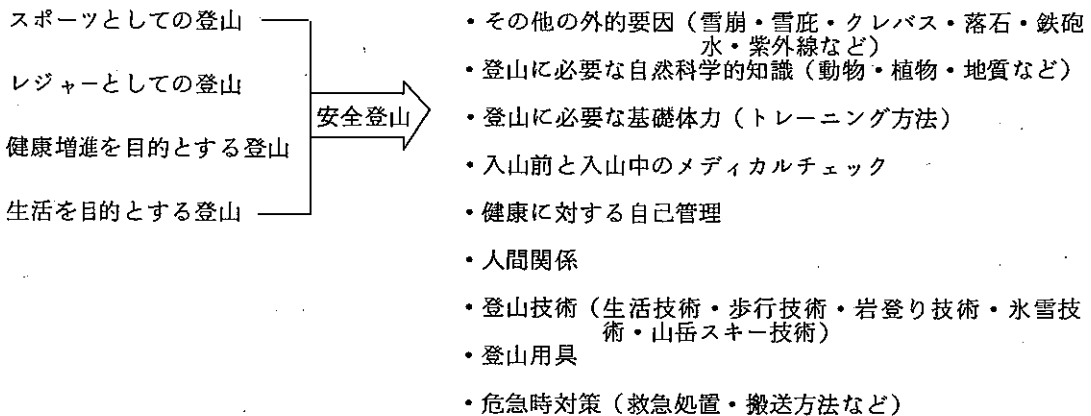 スポーツとしての登山
レジャーとしての登山
健康増進を目的とする登山
生活を目的とする登山
安全登山
・その他の外的要因(雪崩・雪庇・クレバス・落石・鉄砲
水・紫外線など)
・登山に必要な自然科学的知識(動物・植物・地質など)
・登山に必要な基礎体力(トレーニング方法)
・入山前と入山中のメディカルチェック
・健康に対する自己管理
・人間関係
・登山技術(生活技術・歩行技術・岩登り技術・氷雪技
術・山岳スキー技術)
・登山用具
・危急時対策(救急処置・搬送方法など)